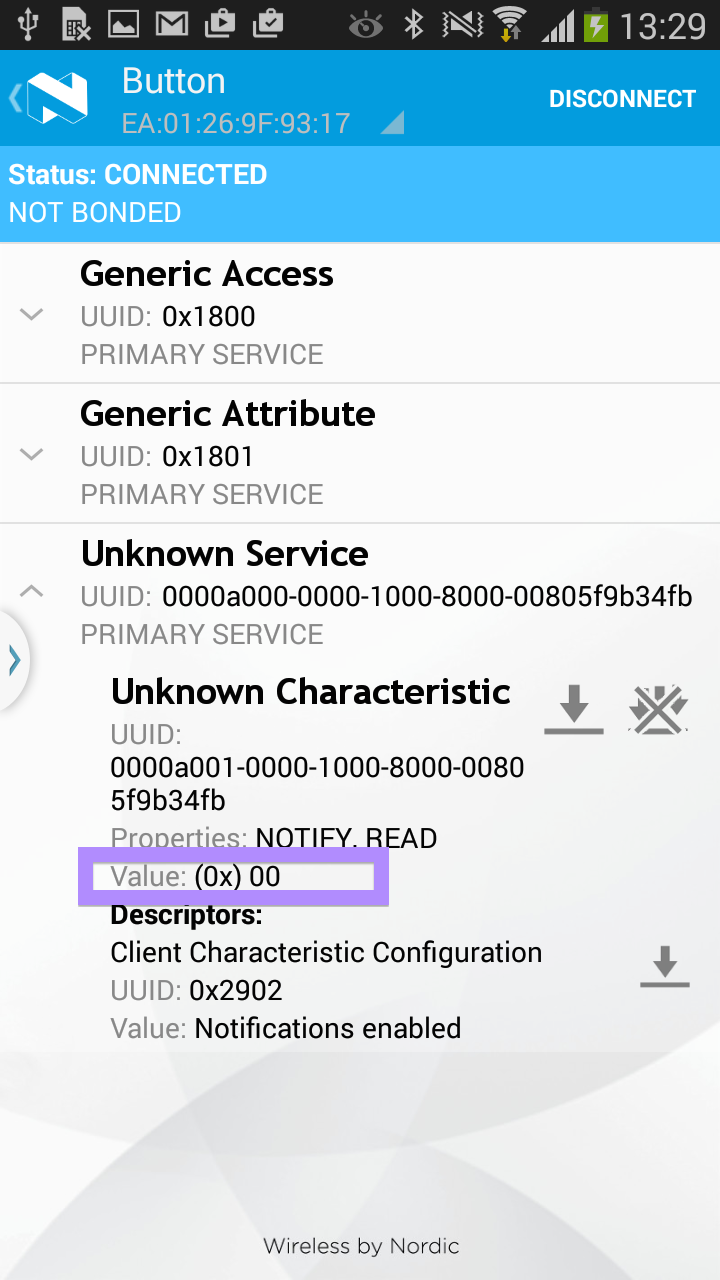 13:29
Button
EA:01:26:9F:93:17
DISCONNECT
Status: CONNECTED
NOT BONDED
Generic Access
UUID: 0x1800
PRIMARY SERVICE
Generic Attribute
UUID: 0x1801
PRIMARY SERVICE
Unknown Service
UUID: 0000a000-0000-1000-8000-00805f9b34fb
PRIMARY SERVICE
Unknown Characteristic
UUID:
0000a001-0000-1000-8000-0080
5f9b34fb
Properties: NOTIFY, READ
Value: (0x) 00
Descriptors:
Client Characteristic Configuration
UUID: 0x2902
Value: Notifications enabled
Wireless by Nordic